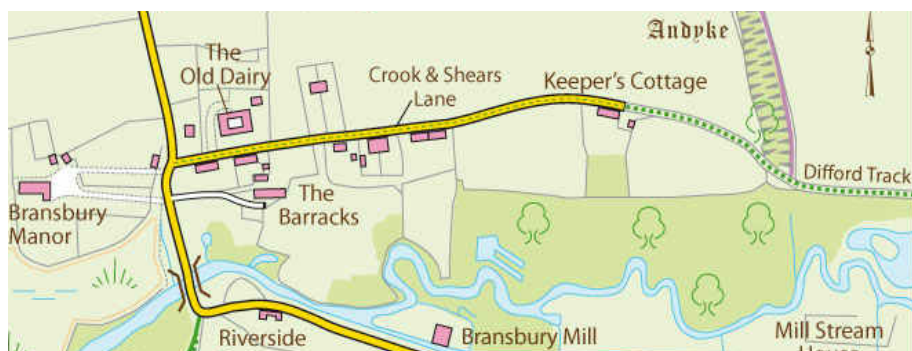 Andyke
The
Old Dairy
Crook & Shears
Lane
Keeper's Cottage
Difford Track
Bransbury
Manor
The
Barracks
Riverside
Bransbury Mill
Mill Stream